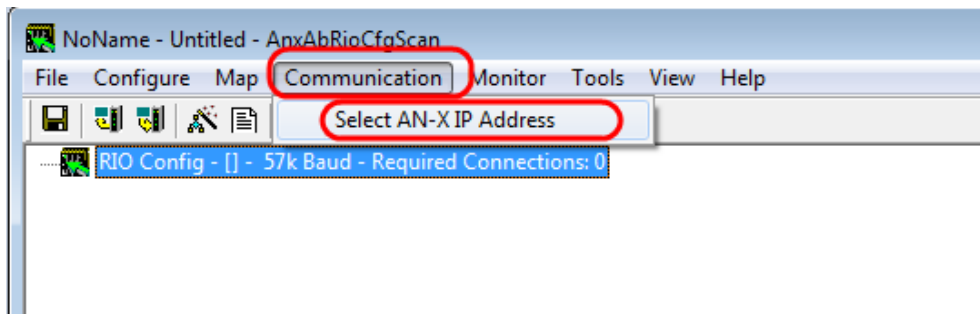 NoName - Untitled - AnxAbRioCfgScan
File Configure Map Communication Monitor Tools View Help
Select AN-X IP Address
RIO Config - [] - 57k Baud - Required Connections: 0